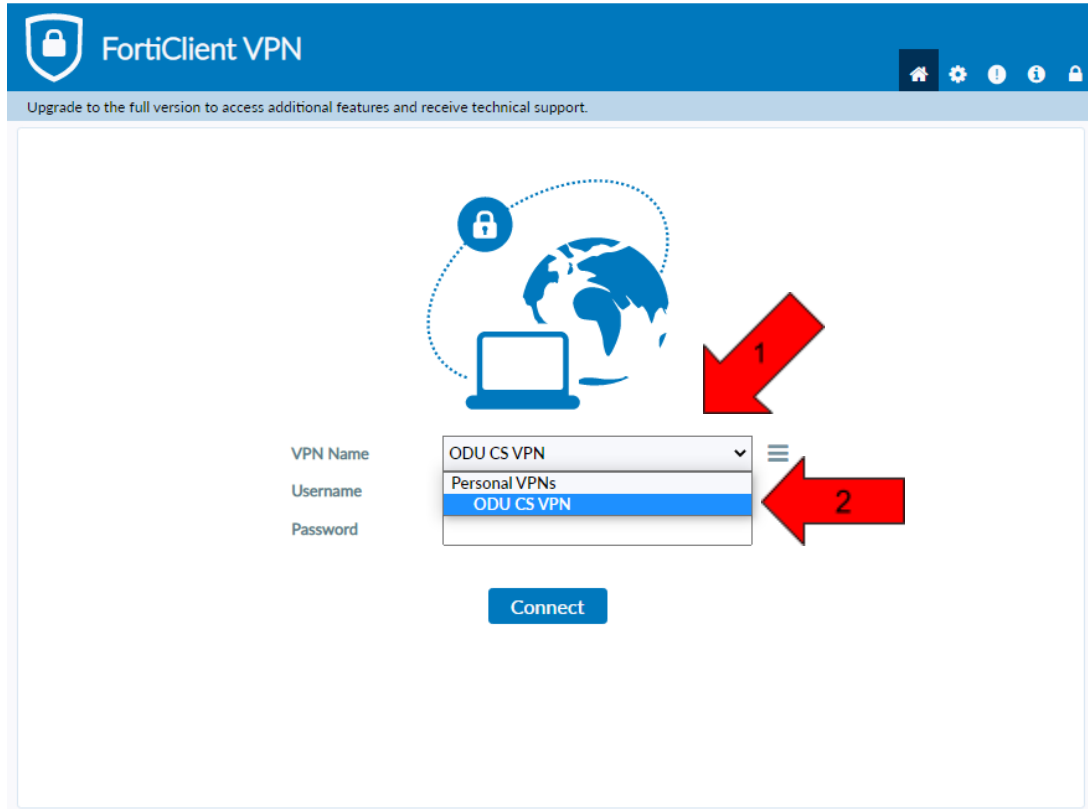 FortiClient VPN
Upgrade to the full version to access additional features and receive technical support.
1
VPN Name ODU CS VPN
Personal VPNs
Username ODU CS VPN
2
Password
Connect